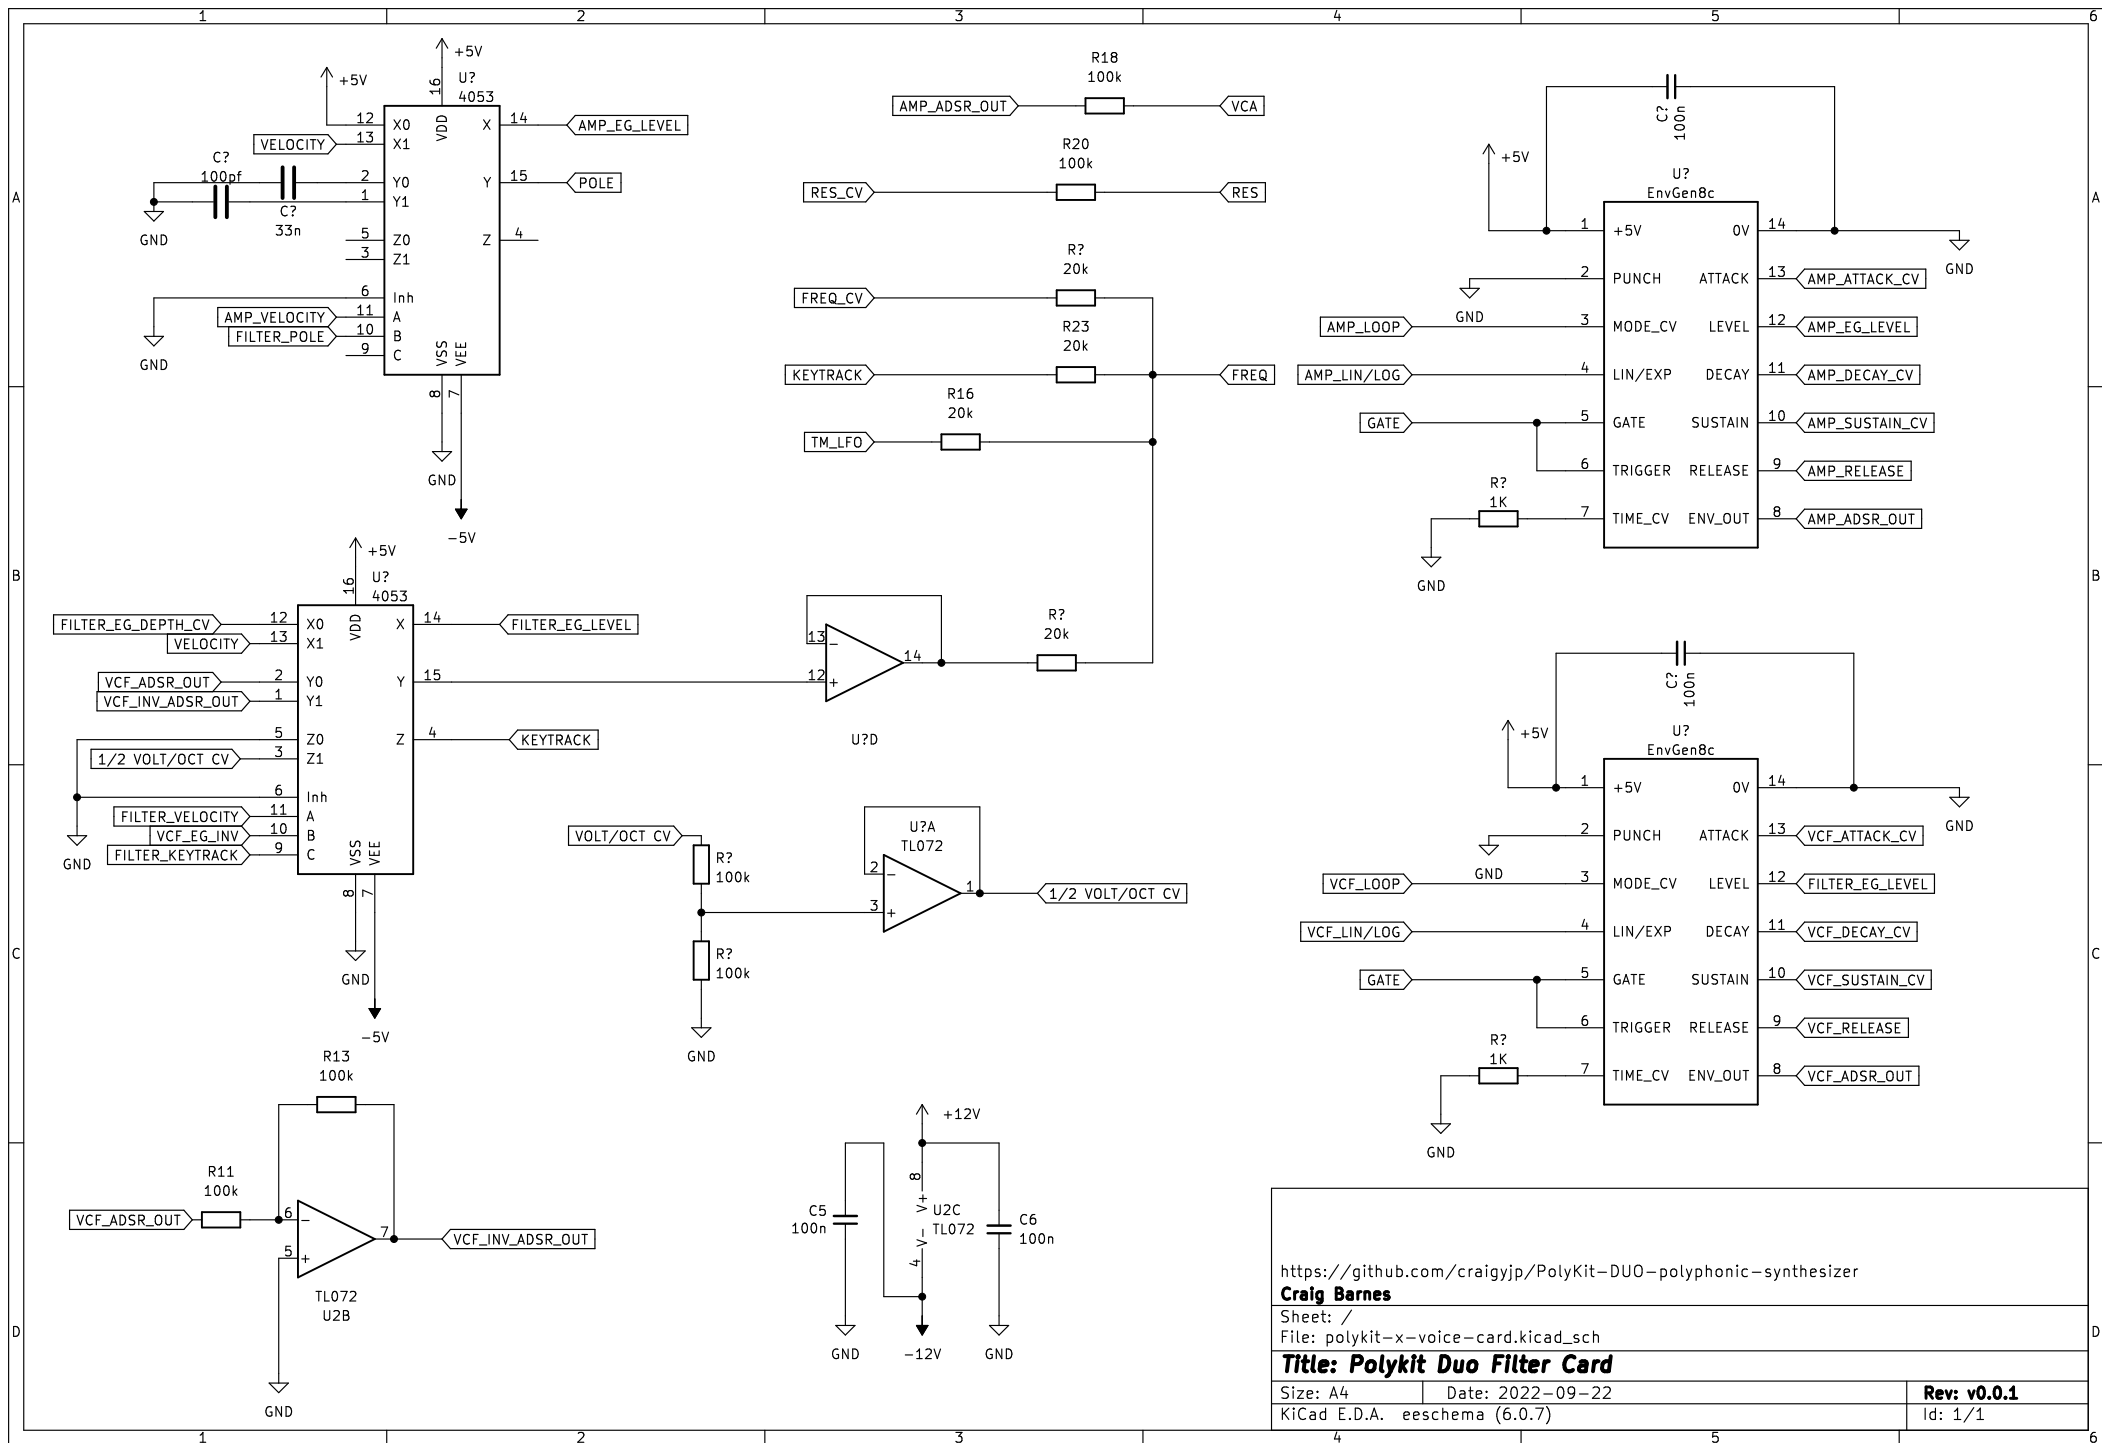 1 2 3 4 5 6
+5V
+5V
16
U?
4053
12 X0 VDD X 14 AMP_EG_LEVEL
VELOCITY 13 X1
C?
100pf
2 Y0 Y 15 POLE
1 Y1
C?
33n
GND
5 Z0 Z 4
3 Z1
6 Inh
AMP_VELOCITY 11 A
FILTER_POLE 10 B
9 C
VSS VEE
GND
8 7
GND
-5V
R18
100k
AMP_ADSR_OUT VCA
R20
100k
RES_CV RES
R?
20k
FREQ_CV
R23
20k
KEYTRACK FREQ
R16
20k
TM_LFO
C?
100n
+5V
U?
EnvGen8c
1 +5V 0V 14
GND
2 PUNCH ATTACK 13 AMP_ATTACK_CV
GND
AMP_LOOP 3 MODE_CV LEVEL 12 AMP_EG_LEVEL
AMP_LIN/LOG 4 LIN/EXP DECAY 11 AMP_DECAY_CV
GATE 5 GATE SUSTAIN 10 AMP_SUSTAIN_CV
6 TRIGGER RELEASE 9 AMP_RELEASE
R?
1K
7 TIME_CV ENV_OUT 8 AMP_ADSR_OUT
GND
+5V
16
U?
4053
FILTER_EG_DEPTH_CV 12 X0 VDD X 14 FILTER_EG_LEVEL
VELOCITY 13 X1
VCF_ADSR_OUT 2 Y0 Y 15
VCF_INV_ADSR_OUT 1 Y1
5 Z0 Z 4 KEYTRACK
1/2 VOLT/OCT CV 3 Z1
6 Inh
FILTER_VELOCITY 11 A
VCF_EG_INV 10 B
FILTER_KEYTRACK 9 C
GND
VSS VEE
8 7
GND
-5V
13 -
14
12 +
U?D
R?
20k
VOLT/OCT CV
R?
100k
R?
100k
GND
U?A
TL072
2 -
1
3 +
1/2 VOLT/OCT CV
C?
100n
+5V
U?
EnvGen8c
1 +5V 0V 14
GND
2 PUNCH ATTACK 13 VCF_ATTACK_CV
GND
VCF_LOOP 3 MODE_CV LEVEL 12 FILTER_EG_LEVEL
VCF_LIN/LOG 4 LIN/EXP DECAY 11 VCF_DECAY_CV
GATE 5 GATE SUSTAIN 10 VCF_SUSTAIN_CV
6 TRIGGER RELEASE 9 VCF_RELEASE
R?
1K
7 TIME_CV ENV_OUT 8 VCF_ADSR_OUT
GND
R13
100k
R11
100k
VCF_ADSR_OUT 6 -
7 VCF_INV_ADSR_OUT
5 +
TL072
U2B
GND
+12V
8 V+
C5
100n
U2C
TL072
C6
100n
4 V-
GND -12V GND
https://github.com/craigyjp/PolyKit-DUO-polyphonic-synthesizer
Craig Barnes
Sheet: /
File: polykit-x-voice-card.kicad_sch
Title: Polykit Duo Filter Card
Size: A4 Date: 2022-09-22 Rev: v0.0.1
KiCad E.D.A. eeschema (6.0.7) Id: 1/1
A A
B B
C C
D D
1 2 3 4 5 6